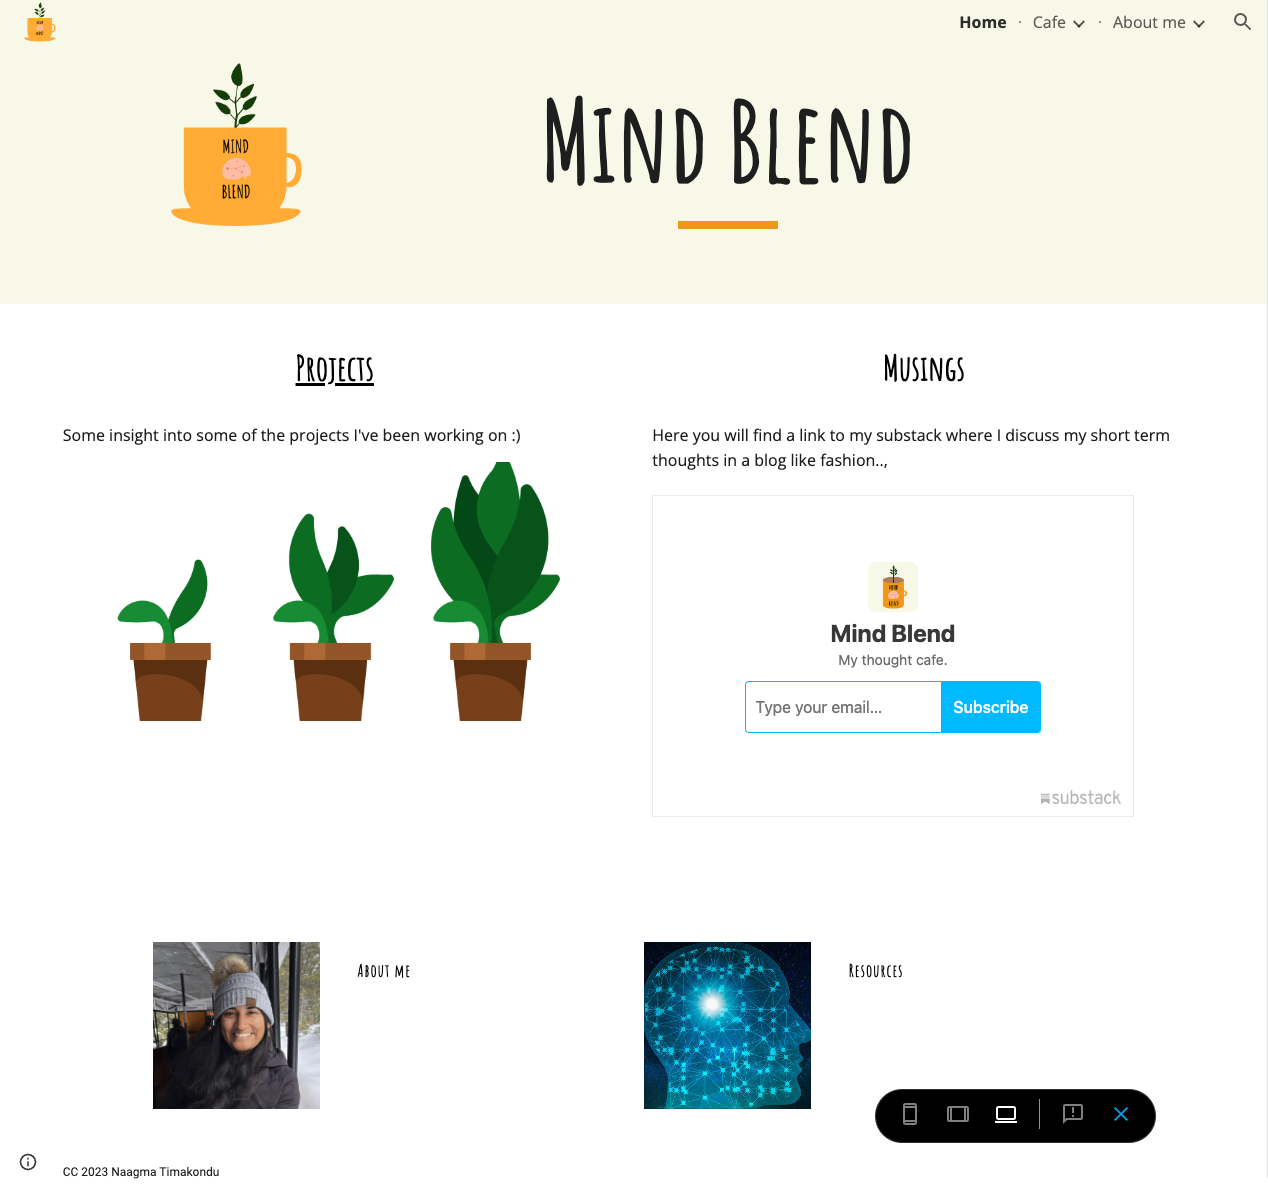 MIND
BLEND
Home · Cafe · About me
MIND
BLEND
Mind Blend
Projects
Musings
Some insight into some of the projects I've been working on :)
Here you will find a link to my substack where I discuss my short term
thoughts in a blog like fashion..,
MIND
BLEND
Mind Blend
My thought cafe.
Type your email...
Subscribe
substack
About me
Resources
CC 2023 Naagma Timakondu